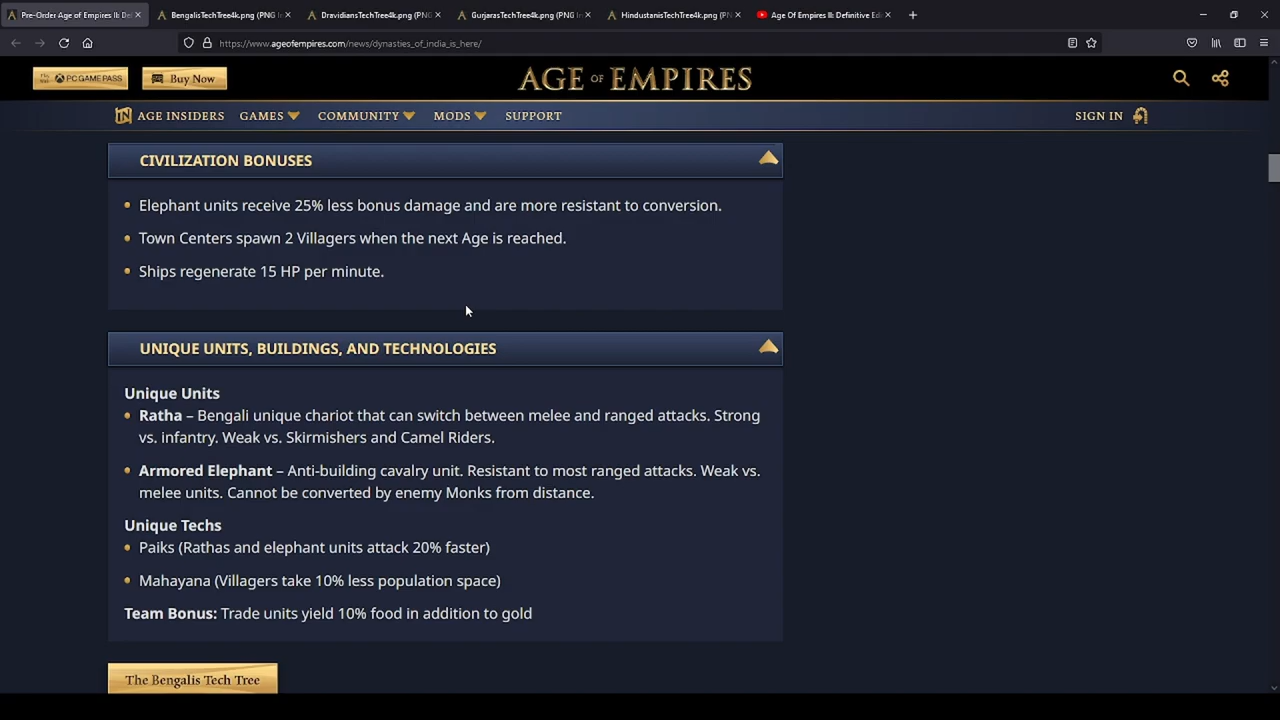 Pre-Order Age of Empires II: De
BengalisTechTree4k.png (PNG I
DravidiansTechTree4k.png (PNG
GurjarasTechTree4k.png (PNG In
HindustanisTechTree4k.png (PN
Age Of Empires II: Definitive Ed
https://www.ageofempires.com/news/dynasties_of_india_is_here/
PC GAME PASS
Buy Now
AGE OF EMPIRES
AGE INSIDERS
GAMES
COMMUNITY
MODS
SUPPORT
SIGN IN
CIVILIZATION BONUSES
Elephant units receive 25% less bonus damage and are more resistant to conversion.
Town Centers spawn 2 Villagers when the next Age is reached.
Ships regenerate 15 HP per minute.
UNIQUE UNITS, BUILDINGS, AND TECHNOLOGIES
Unique Units
Ratha – Bengali unique chariot that can switch between melee and ranged attacks. Strong
vs. infantry. Weak vs. Skirmishers and Camel Riders.
Armored Elephant – Anti-building cavalry unit. Resistant to most ranged attacks. Weak vs.
melee units. Cannot be converted by enemy Monks from distance.
Unique Techs
Paiks (Rathas and elephant units attack 20% faster)
Mahayana (Villagers take 10% less population space)
Team Bonus: Trade units yield 10% food in addition to gold
The Bengalis Tech Tree